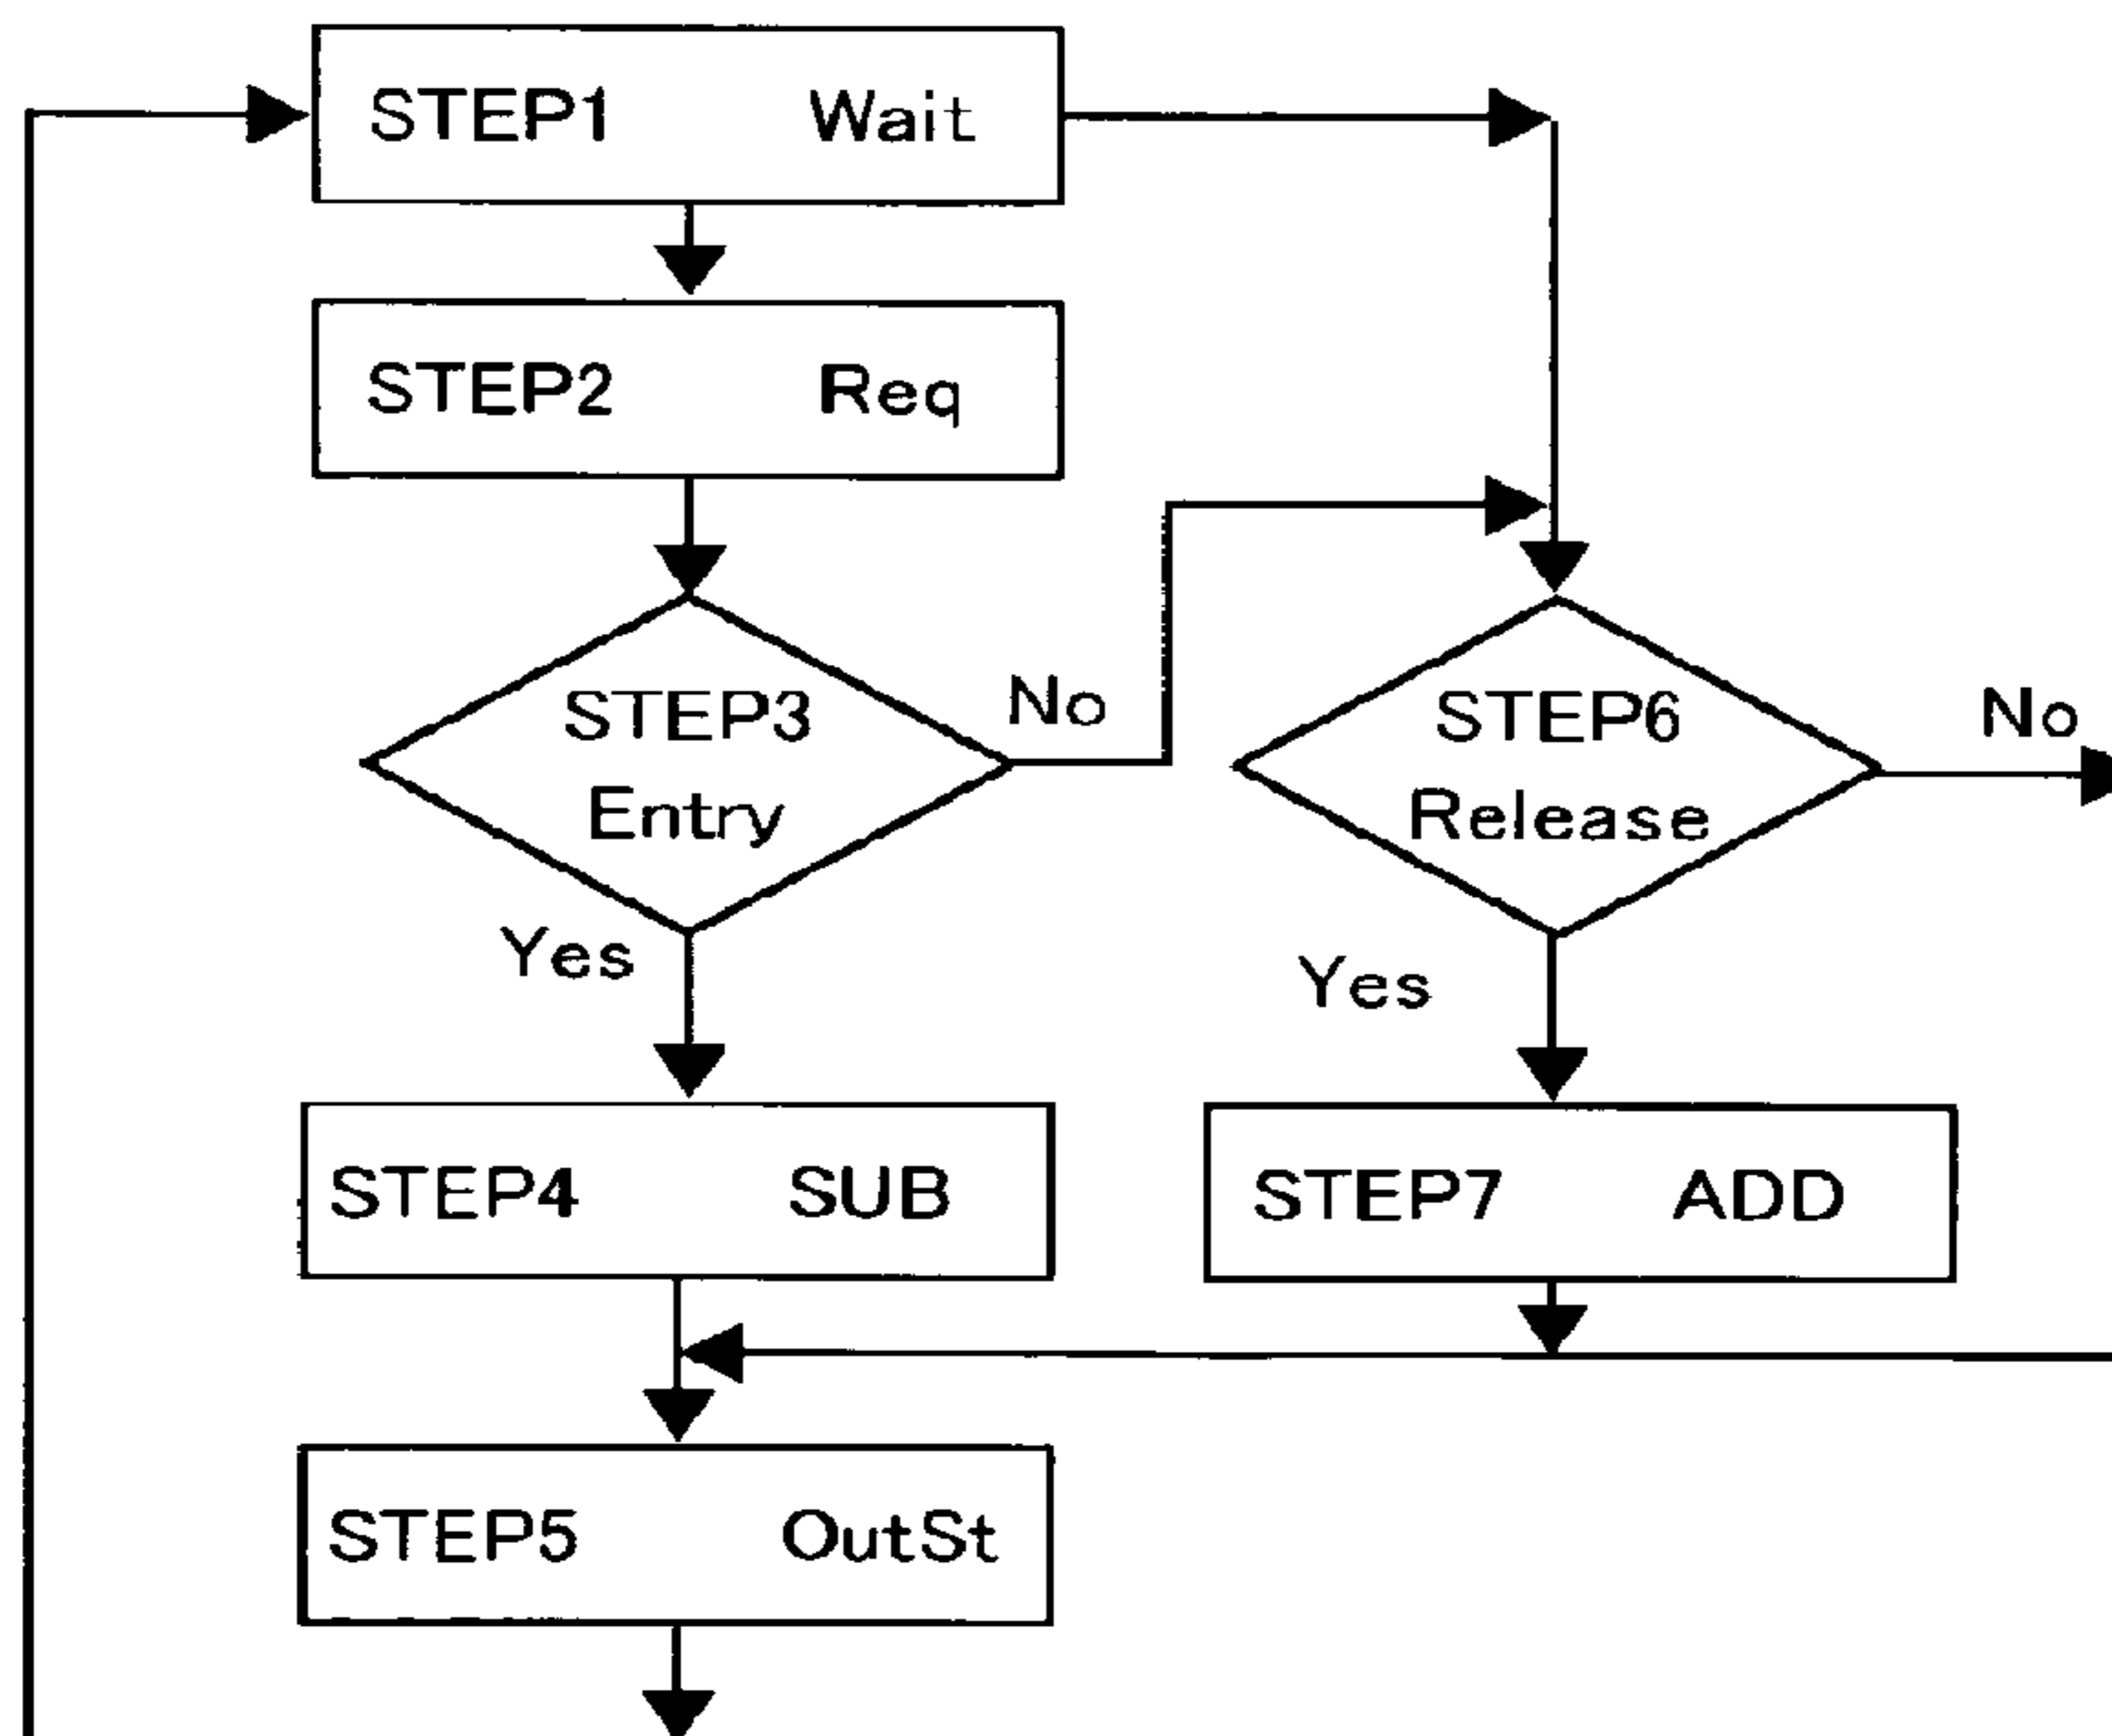 STEP1 Wait
STEP2 Req
STEP3
Entry
No
Yes
STEP6
Release
No
Yes
STEP4 SUB
STEP7 ADD
STEP5 OutSt